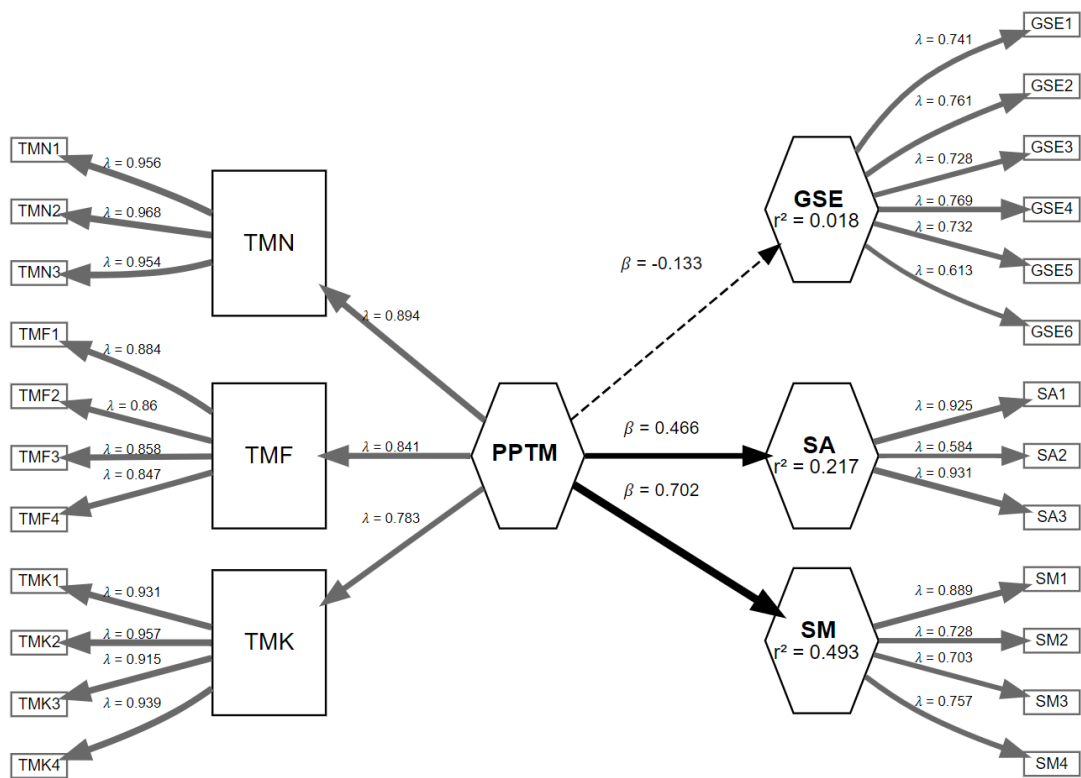 TMN1
TMN2
TMN3
TMF1
TMF2
TMF3
TMF4
TMK1
TMK2
TMK3
TMK4
λ = 0.956
λ = 0.968
λ = 0.954
λ = 0.884
λ = 0.86
λ = 0.858
λ = 0.847
λ = 0.931
λ = 0.957
λ = 0.915
λ = 0.939
TMN
TMF
TMK
λ = 0.894
λ = 0.841
λ = 0.783
PPTM
β = -0.133
β = 0.466
β = 0.702
GSE
r² = 0.018
SA
r² = 0.217
SM
r² = 0.493
λ = 0.741
λ = 0.761
λ = 0.728
λ = 0.769
λ = 0.732
λ = 0.613
λ = 0.925
λ = 0.584
λ = 0.931
λ = 0.889
λ = 0.728
λ = 0.703
λ = 0.757
GSE1
GSE2
GSE3
GSE4
GSE5
GSE6
SA1
SA2
SA3
SM1
SM2
SM3
SM4